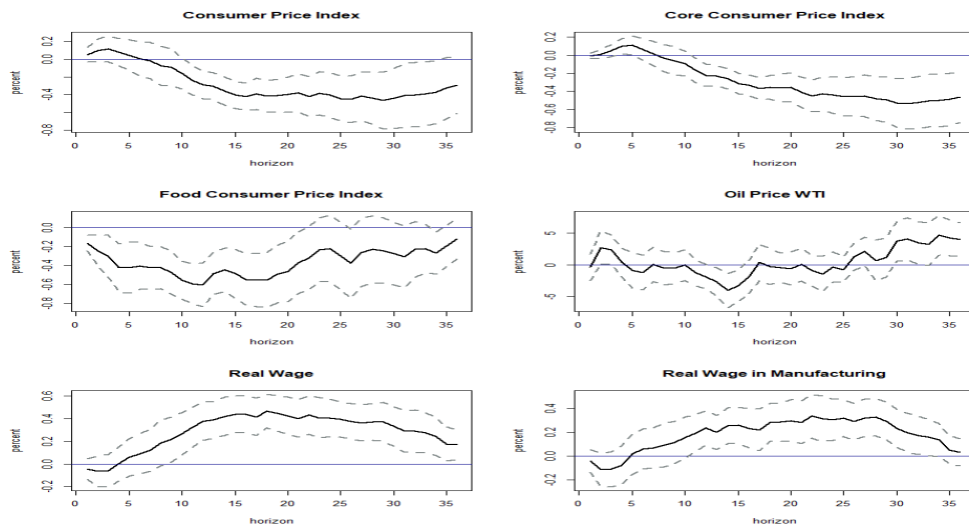 Consumer Price Index
percent
0.2
0.0
-0.4
-0.8
0 5 10 15 20 25 30 35
horizon
Core Consumer Price Index
percent
0.2
0.0
-0.4
-0.8
0 5 10 15 20 25 30 35
horizon
Food Consumer Price Index
percent
0.0
-0.2
-0.4
-0.6
-0.8
0 5 10 15 20 25 30 35
horizon
Oil Price WTI
percent
5
0
-5
0 5 10 15 20 25 30 35
horizon
Real Wage
percent
0.6
0.4
0.2
0.0
-0.2
0 5 10 15 20 25 30 35
horizon
Real Wage in Manufacturing
percent
0.4
0.2
0.0
-0.2
0 5 10 15 20 25 30 35
horizon